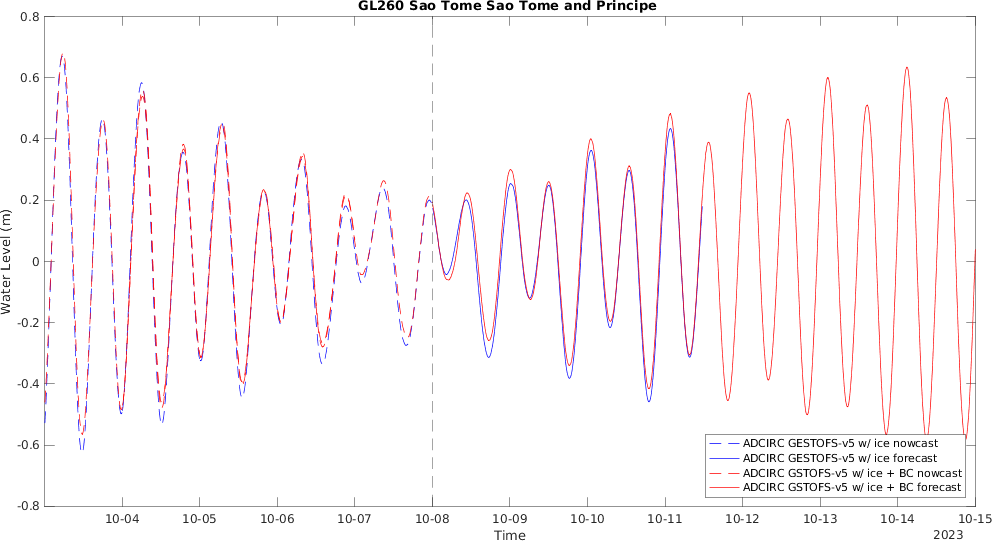 GL260 Sao Tome Sao Tome and Principe
0.8
0.6
0.4
0.2
0
-0.2
-0.4
-0.6
-0.8
Water Level (m)
10-04 10-05 10-06 10-07 10-08 10-09 10-10 10-11 10-12 10-13 10-14 10-15
Time
2023
ADCIRC GESTOFS-v5 w/ ice nowcast
ADCIRC GESTOFS-v5 w/ ice forecast
ADCIRC GSTOFS-v5 w/ ice + BC nowcast
ADCIRC GSTOFS-v5 w/ ice + BC forecast